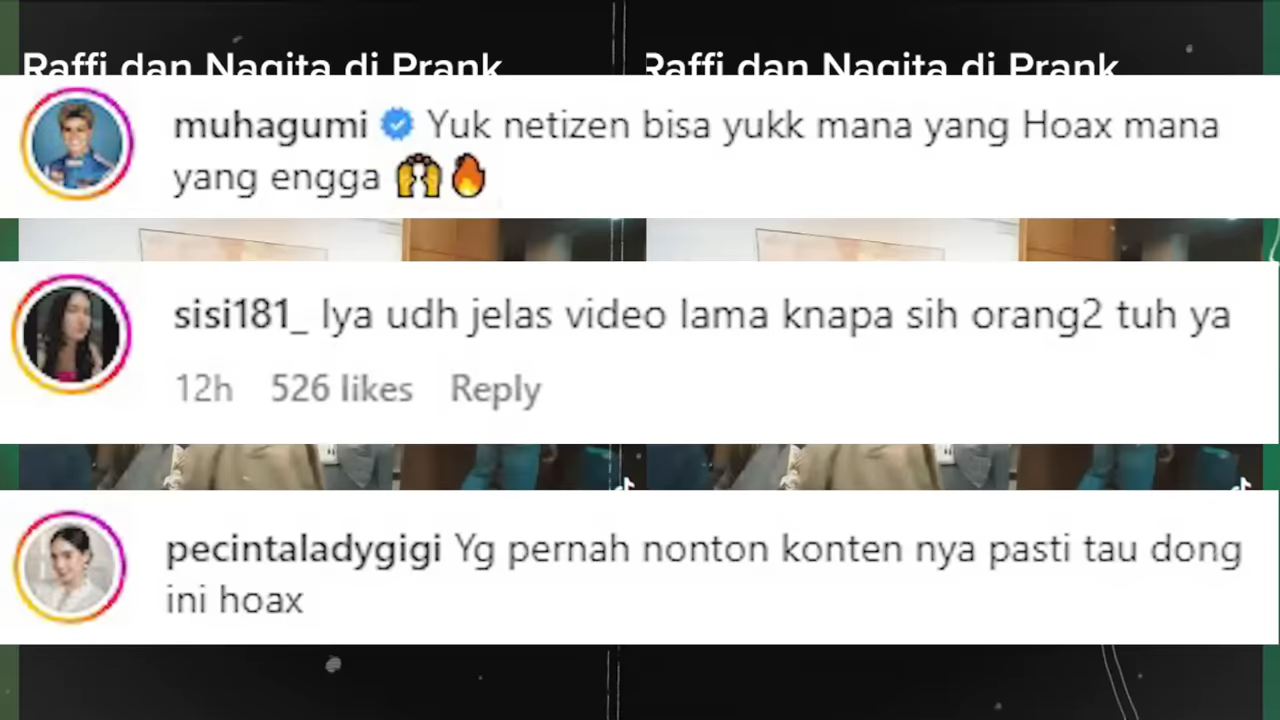 Raffi dan Nagita di Prank
Raffi dan Nagita di Prank
muhagumi Yuk netizen bisa yukk mana yang Hoax mana
yang engga 🙌🔥
sisi181_ Iya udh jelas video lama knapa sih orang2 tuh ya
12h 526 likes Reply
pecintaladygigi Yg pernah nonton konten nya pasti tau dong
ini hoax